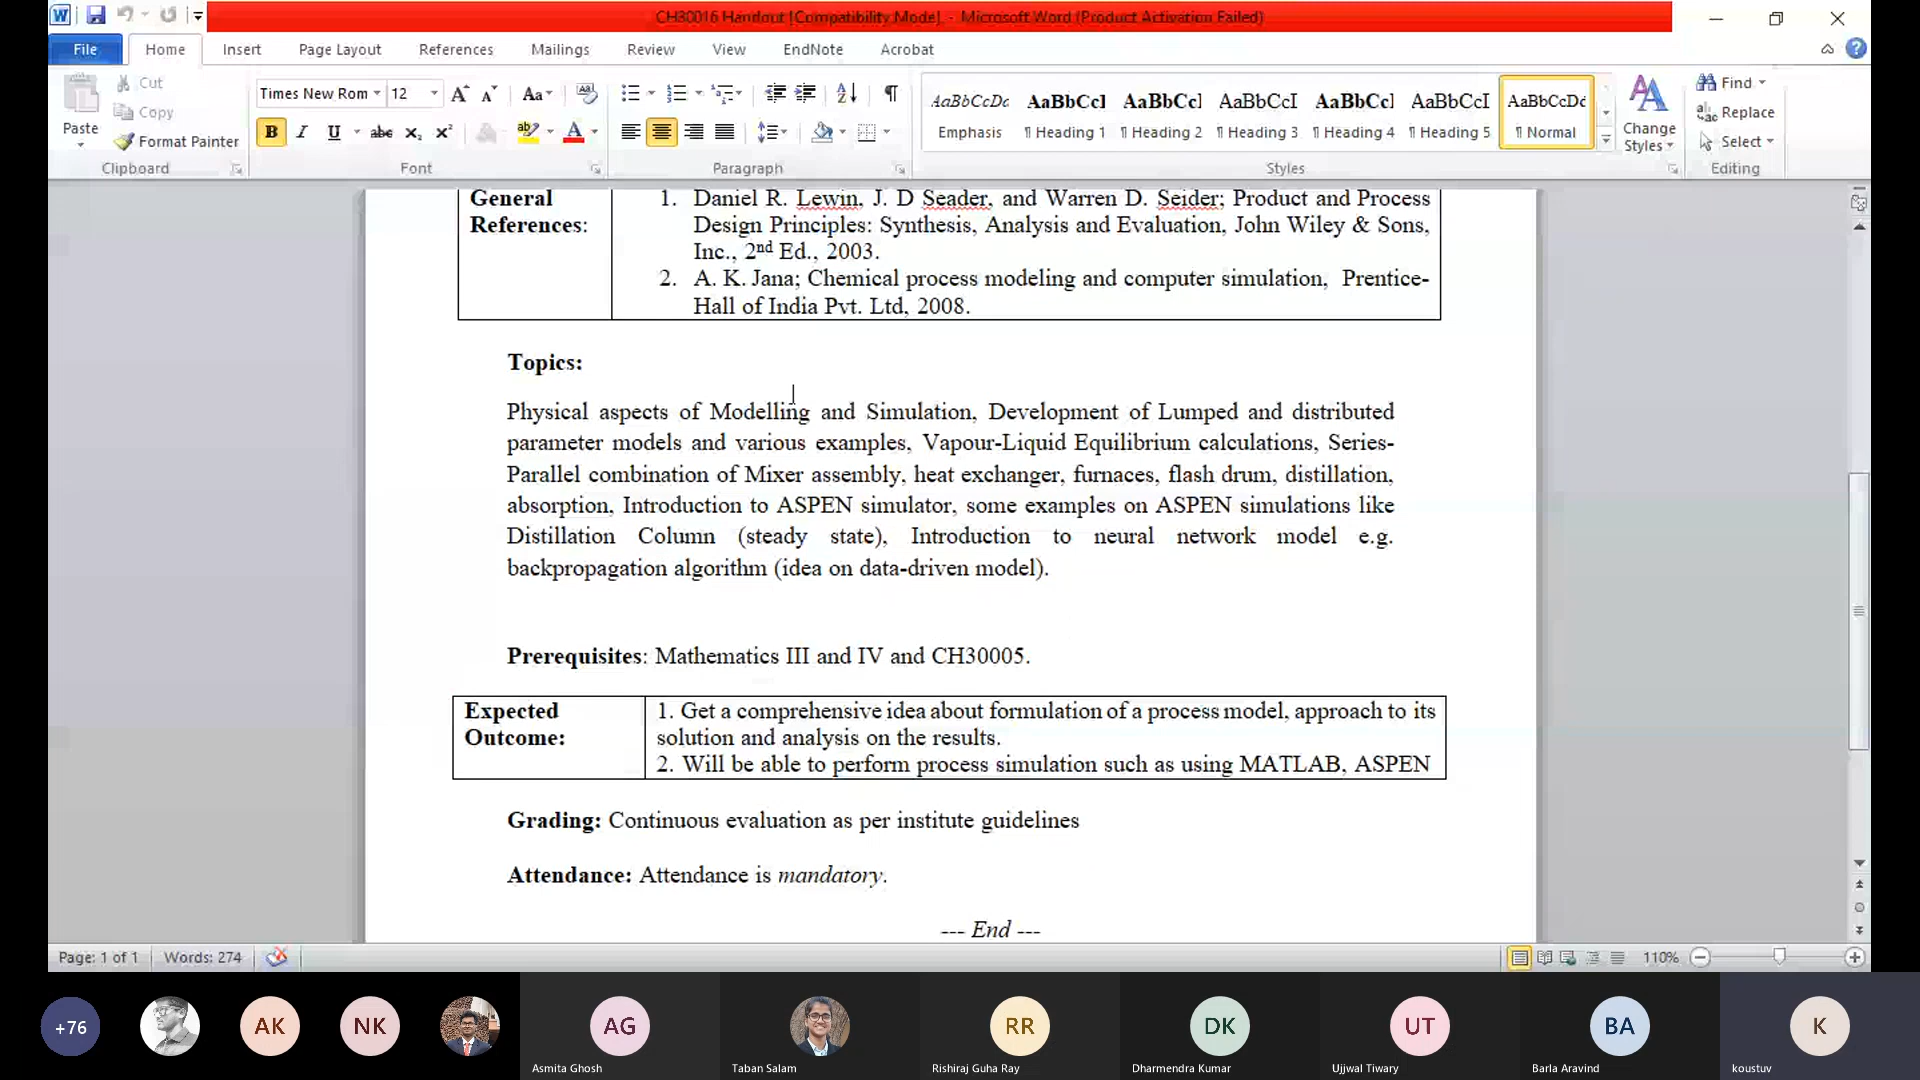 CH30016 Handout [Compatibility Mode] - Microsoft Word (Product Activation Failed)
File Home Insert Page Layout References Mailings Review View EndNote Acrobat
Cut
Copy
Format Painter
Paste
Clipboard
Times New Rom 12
Font
Paragraph
AaBbCcDc AaBbCcI AaBbCcI AaBbCcI AaBbCcI AaBbCcI AaBbCcDc
Emphasis ¶ Heading 1 ¶ Heading 2 ¶ Heading 3 ¶ Heading 4 ¶ Heading 5 ¶ Normal
Styles
Change
Styles
Find
Replace
Select
Editing
General
References:
1. Daniel R. Lewin, J. D Seader, and Warren D. Seider; Product and Process
Design Principles: Synthesis, Analysis and Evaluation, John Wiley & Sons,
Inc., 2nd Ed., 2003.
2. A. K. Jana; Chemical process modeling and computer simulation, Prentice-
Hall of India Pvt. Ltd, 2008.
Topics:
Physical aspects of Modelling and Simulation, Development of Lumped and distributed
parameter models and various examples, Vapour-Liquid Equilibrium calculations, Series-
Parallel combination of Mixer assembly, heat exchanger, furnaces, flash drum, distillation,
absorption, Introduction to ASPEN simulator, some examples on ASPEN simulations like
Distillation Column (steady state), Introduction to neural network model e.g.
backpropagation algorithm (idea on data-driven model).
Prerequisites: Mathematics III and IV and CH30005.
Expected
Outcome:
1. Get a comprehensive idea about formulation of a process model, approach to its
solution and analysis on the results.
2. Will be able to perform process simulation such as using MATLAB, ASPEN
Grading: Continuous evaluation as per institute guidelines
Attendance: Attendance is mandatory.
--- End ---
Page: 1 of 1 Words: 274 110%
+76 AK NK AG RR DK UT BA K
Asmita Ghosh Taban Salam Rishiraj Guha Ray Dharmendra Kumar Ujjwal Tiwary Barla Aravind koustuv